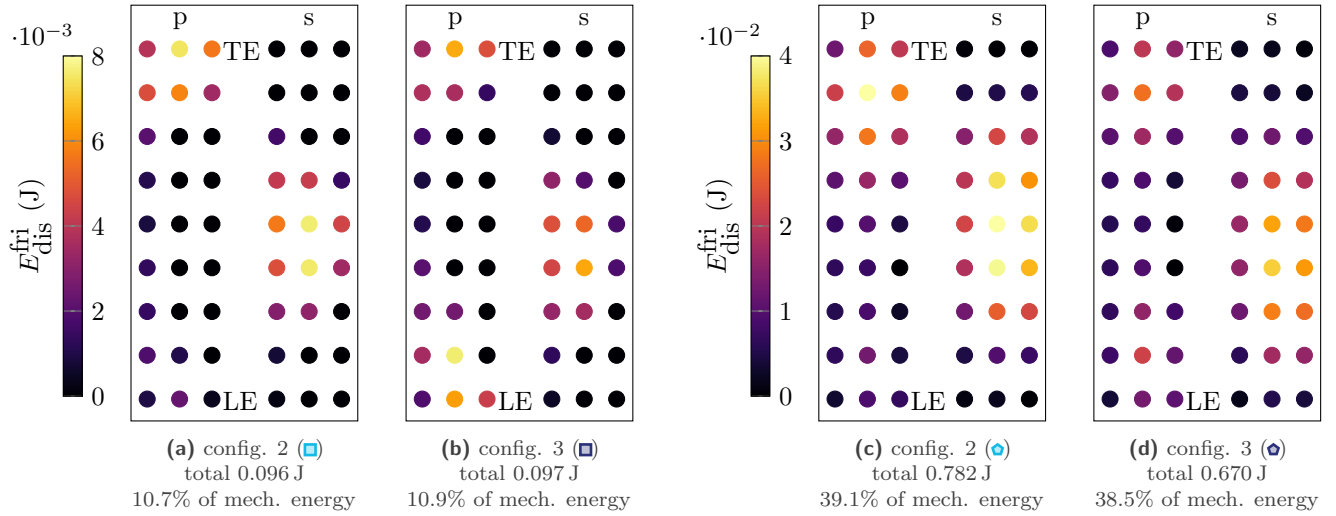 p s p s p s p s
·10⁻³ ·10⁻²
8 TE TE 4 TE TE
6 3
4 2
2 1
0 LE LE 0 LE LE
E_dis^fri (J)
E_dis^fri (J)
(a) config. 2 ( )
total 0.096 J
10.7% of mech. energy
(b) config. 3 ( )
total 0.097 J
10.9% of mech. energy
(c) config. 2 ( )
total 0.782 J
39.1% of mech. energy
(d) config. 3 ( )
total 0.670 J
38.5% of mech. energy